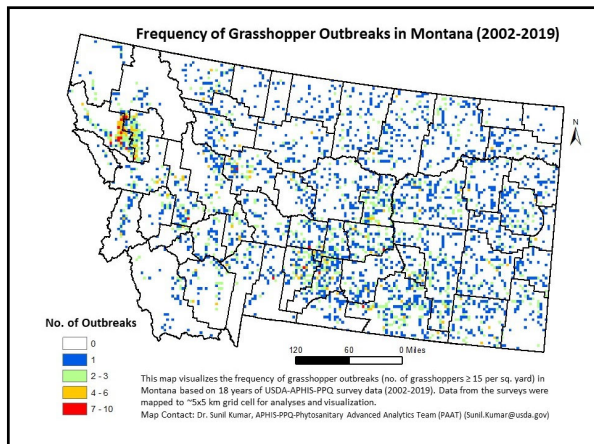 Frequency of Grasshopper Outbreaks in Montana (2002-2019)
N
No. of Outbreaks
0
1
2 - 3
4 - 6
7 - 10
120 60 0 Miles
This map visualizes the frequency of grasshopper outbreaks (no. of grasshoppers ≥ 15 per sq. yard) in
Montana based on 18 years of USDA-APHIS-PPQ survey data (2002-2019). Data from the surveys were
mapped to ~5x5 km grid cell for analyses and visualization.
Map Contact: Dr. Sunil Kumar, APHIS-PPQ-Phytosanitary Advanced Analytics Team (PAAT) (Sunil.Kumar@usda.gov)